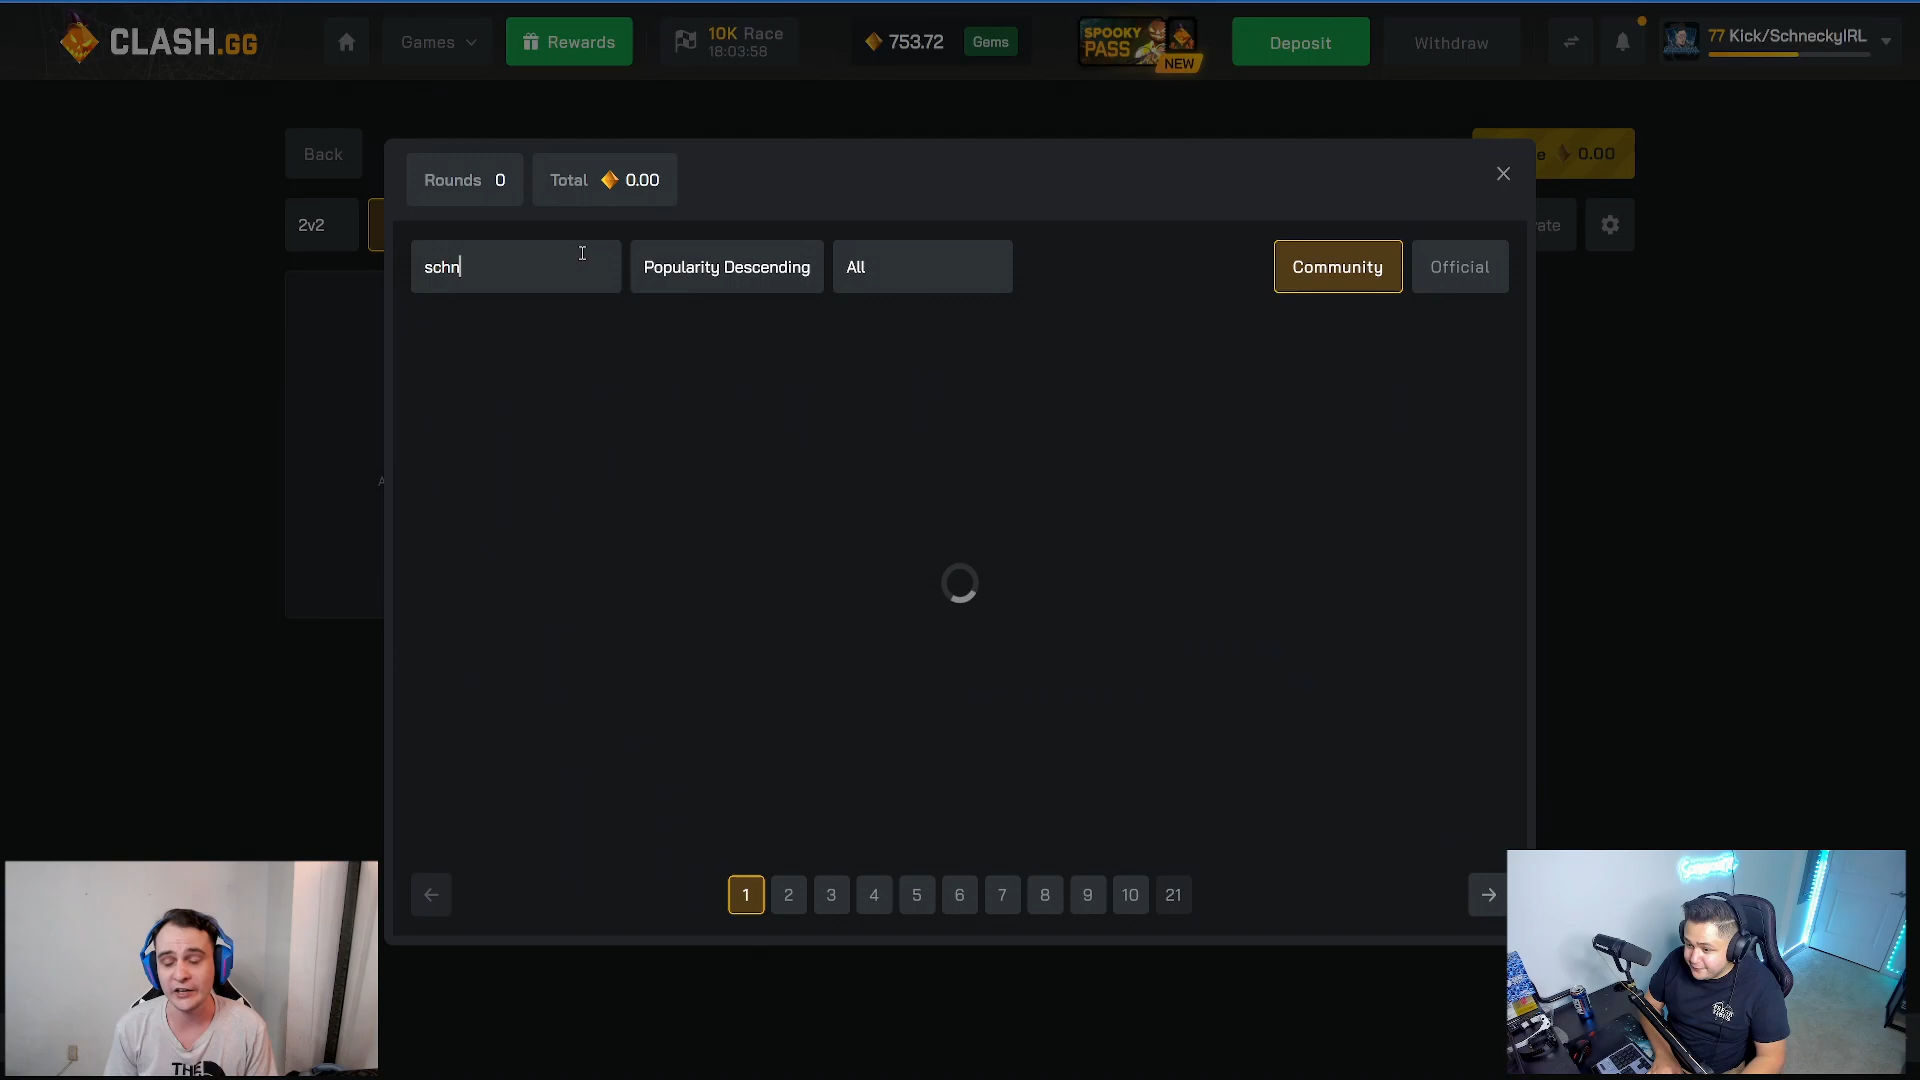 CLASH.GG
Games
Rewards
10K Race
18:03:58
753.72
Gems
SPOOKY
PASS
NEW
Deposit
Withdraw
77 Kick/SchneckyIRL
Back
Rounds 0
Total 0.00
e 0.00
2v2
vate
schn
Popularity Descending
All
Community
Official
A
1 2 3 4 5 6 7 8 9 10 21
THE